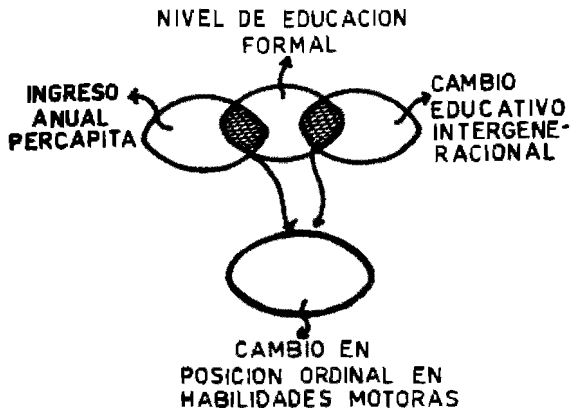 NIVEL DE EDUCACION
FORMAL
INGRESO
ANUAL
PERCAPITA
CAMBIO
EDUCATIVO
INTERGENE-
RACIONAL
CAMBIO EN
POSICION ORDINAL EN
HABILIDADES MOTORAS